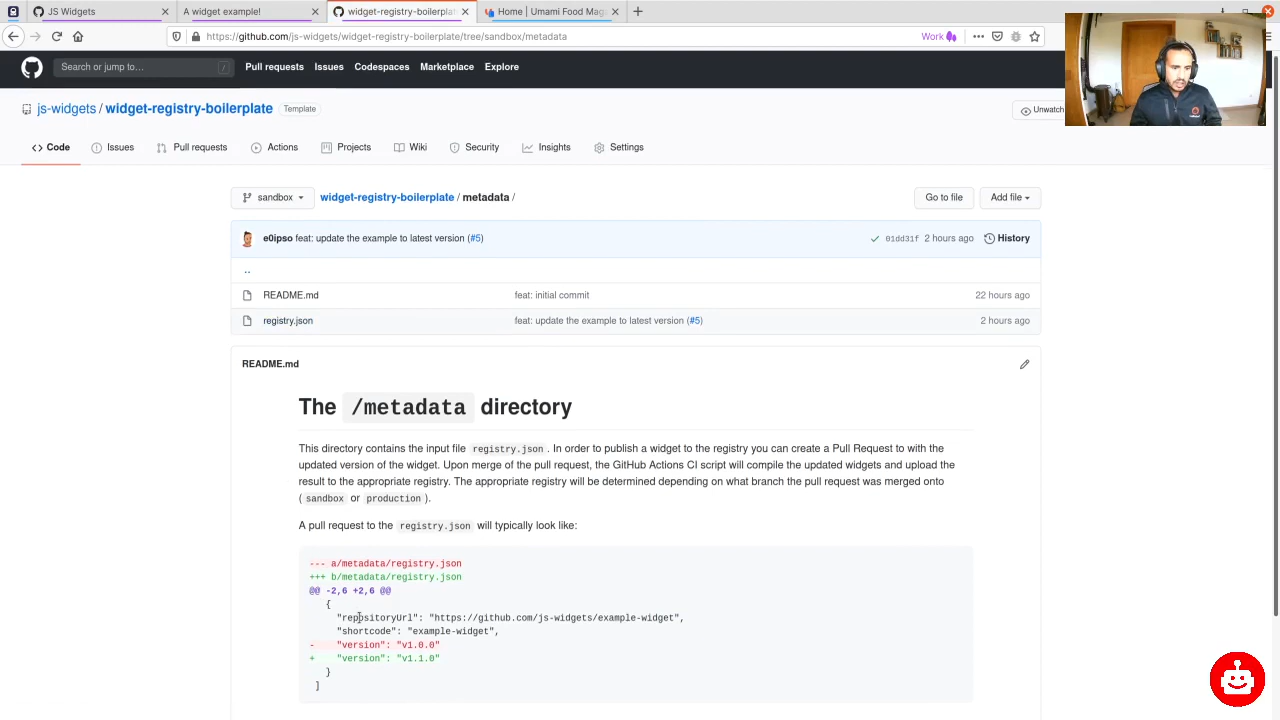 JS Widgets
A widget example!
widget-registry-boilerplate
Home | Umami Food Mag
https://github.com/js-widgets/widget-registry-boilerplate/tree/sandbox/metadata
Work
Search or jump to…
/
Pull requests
Issues
Codespaces
Marketplace
Explore
js-widgets / widget-registry-boilerplate
Template
Unwatch
Code
Issues
Pull requests
Actions
Projects
Wiki
Security
Insights
Settings
sandbox
widget-registry-boilerplate / metadata /
Go to file
Add file
e0ipso feat: update the example to latest version (#5)
01dd31f 2 hours ago
History
..
README.md
feat: initial commit
22 hours ago
registry.json
feat: update the example to latest version (#5)
2 hours ago
README.md
The /metadata directory
This directory contains the input file registry.json . In order to publish a widget to the registry you can create a Pull Request to with the
updated version of the widget. Upon merge of the pull request, the GitHub Actions CI script will compile the updated widgets and upload the
result to the appropriate registry. The appropriate registry will be determined depending on what branch the pull request was merged onto
( sandbox or production ).
A pull request to the registry.json will typically look like:
--- a/metadata/registry.json
+++ b/metadata/registry.json
@@ -2,6 +2,6 @@
{
"repositoryUrl": "https://github.com/js-widgets/example-widget",
"shortcode": "example-widget",
- "version": "v1.0.0"
+ "version": "v1.1.0"
}
]